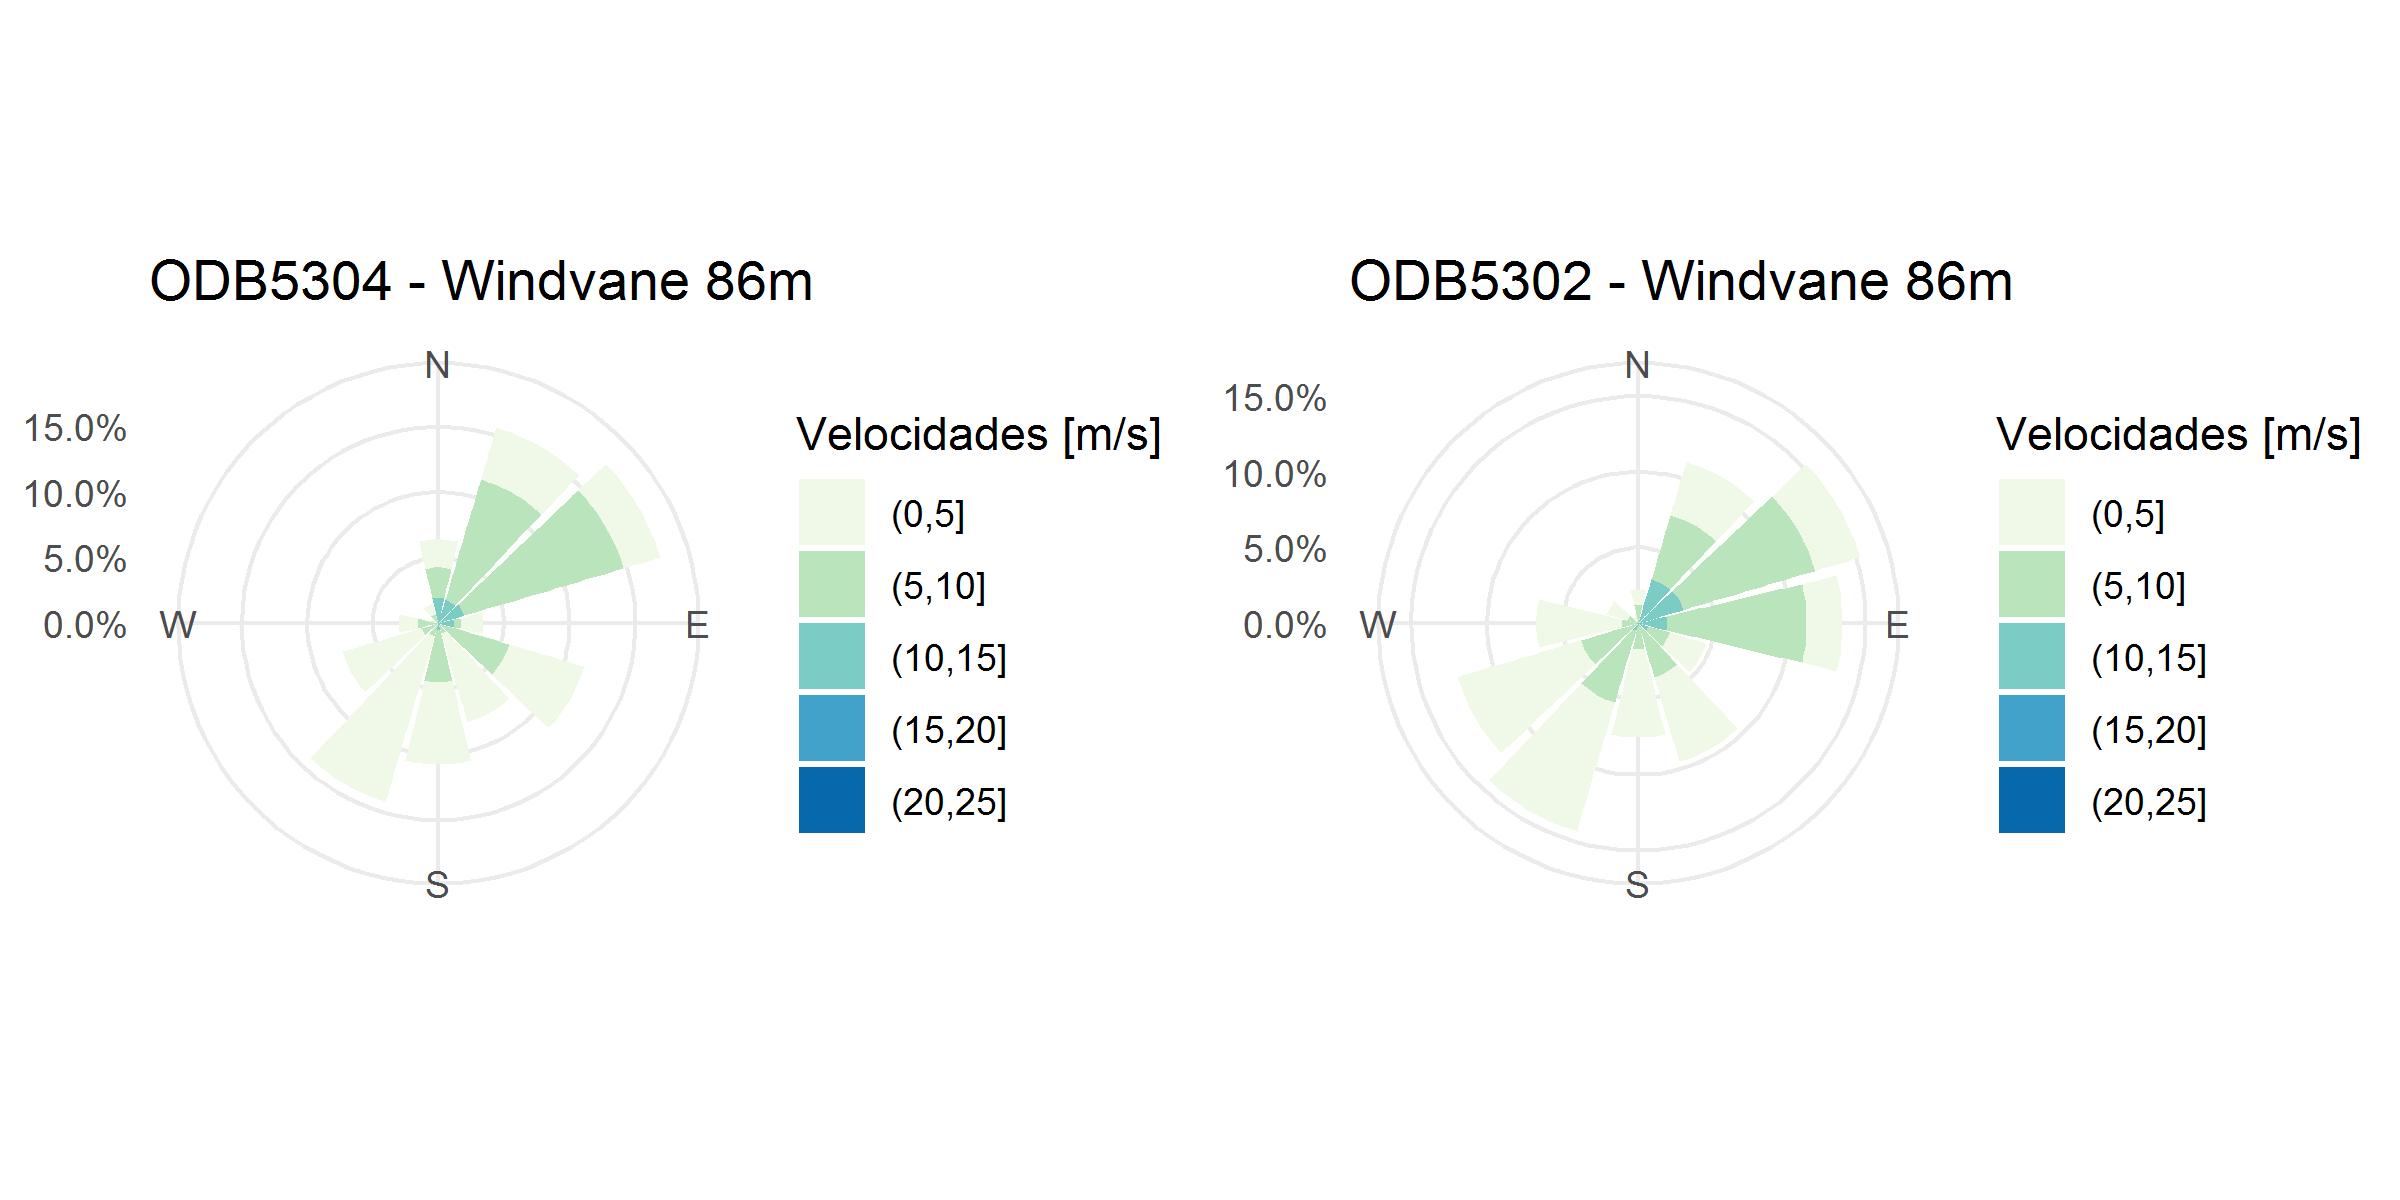 ODB5304 - Windvane 86m
N
15.0%
10.0%
5.0%
0.0%
W
E
S
Velocidades [m/s]
(0,5]
(5,10]
(10,15]
(15,20]
(20,25]
ODB5302 - Windvane 86m
N
15.0%
10.0%
5.0%
0.0%
W
E
S
Velocidades [m/s]
(0,5]
(5,10]
(10,15]
(15,20]
(20,25]